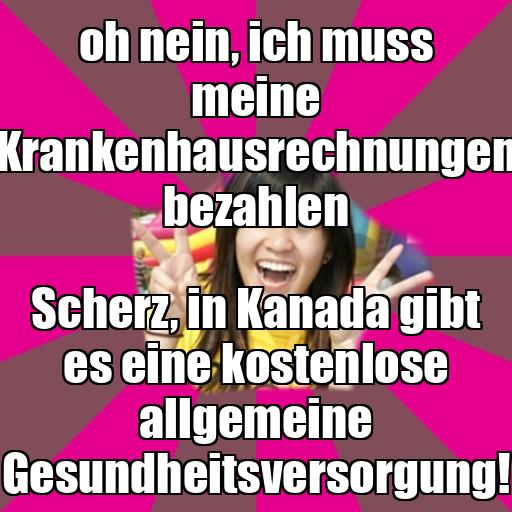 oh nein, ich muss
meine
Krankenhausrechnungen
bezahlen
Scherz, in Kanada gibt
es eine kostenlose
allgemeine
Gesundheitsversorgung!